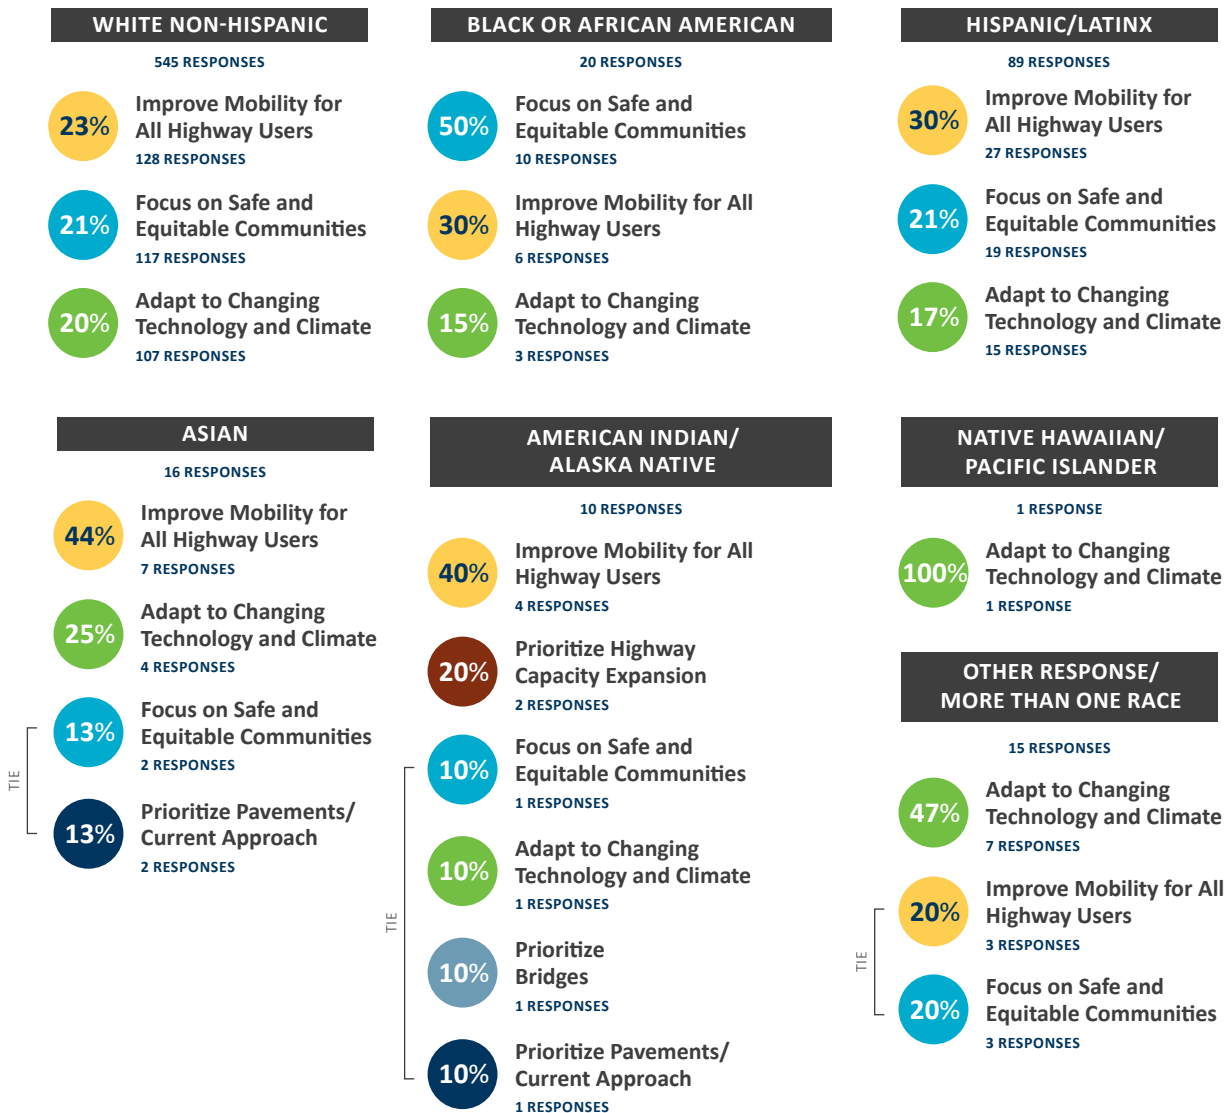 WHITE NON-HISPANIC
545 RESPONSES
23%
Improve Mobility for
All Highway Users
128 RESPONSES
21%
Focus on Safe and
Equitable Communities
117 RESPONSES
20%
Adapt to Changing
Technology and Climate
107 RESPONSES
BLACK OR AFRICAN AMERICAN
20 RESPONSES
50%
Focus on Safe and
Equitable Communities
10 RESPONSES
30%
Improve Mobility for All
Highway Users
6 RESPONSES
15%
Adapt to Changing
Technology and Climate
3 RESPONSES
HISPANIC/LATINX
89 RESPONSES
30%
Improve Mobility for
All Highway Users
27 RESPONSES
21%
Focus on Safe and
Equitable Communities
19 RESPONSES
17%
Adapt to Changing
Technology and Climate
15 RESPONSES
ASIAN
16 RESPONSES
44%
Improve Mobility for
All Highway Users
7 RESPONSES
25%
Adapt to Changing
Technology and Climate
4 RESPONSES
TIE
13%
Focus on Safe and
Equitable Communities
2 RESPONSES
13%
Prioritize Pavements/
Current Approach
2 RESPONSES
AMERICAN INDIAN/
ALASKA NATIVE
10 RESPONSES
40%
Improve Mobility for All
Highway Users
4 RESPONSES
20%
Prioritize Highway
Capacity Expansion
2 RESPONSES
TIE
10%
Focus on Safe and
Equitable Communities
1 RESPONSES
10%
Adapt to Changing
Technology and Climate
1 RESPONSES
10%
Prioritize
Bridges
1 RESPONSES
10%
Prioritize Pavements/
Current Approach
1 RESPONSES
NATIVE HAWAIIAN/
PACIFIC ISLANDER
1 RESPONSE
100%
Adapt to Changing
Technology and Climate
1 RESPONSE
OTHER RESPONSE/
MORE THAN ONE RACE
15 RESPONSES
47%
Adapt to Changing
Technology and Climate
7 RESPONSES
TIE
20%
Improve Mobility for All
Highway Users
3 RESPONSES
20%
Focus on Safe and
Equitable Communities
3 RESPONSES